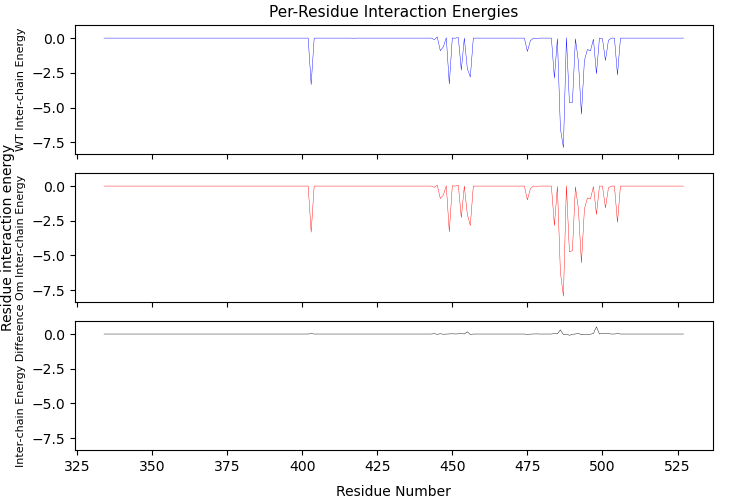 Per-Residue Interaction Energies
WT Inter-chain Energy
0.0
−2.5
−5.0
−7.5
Residue interaction energy
Om Inter-chain Energy
0.0
−2.5
−5.0
−7.5
Inter-chain Energy Difference
0.0
−2.5
−5.0
−7.5
325 350 375 400 425 450 475 500 525
Residue Number